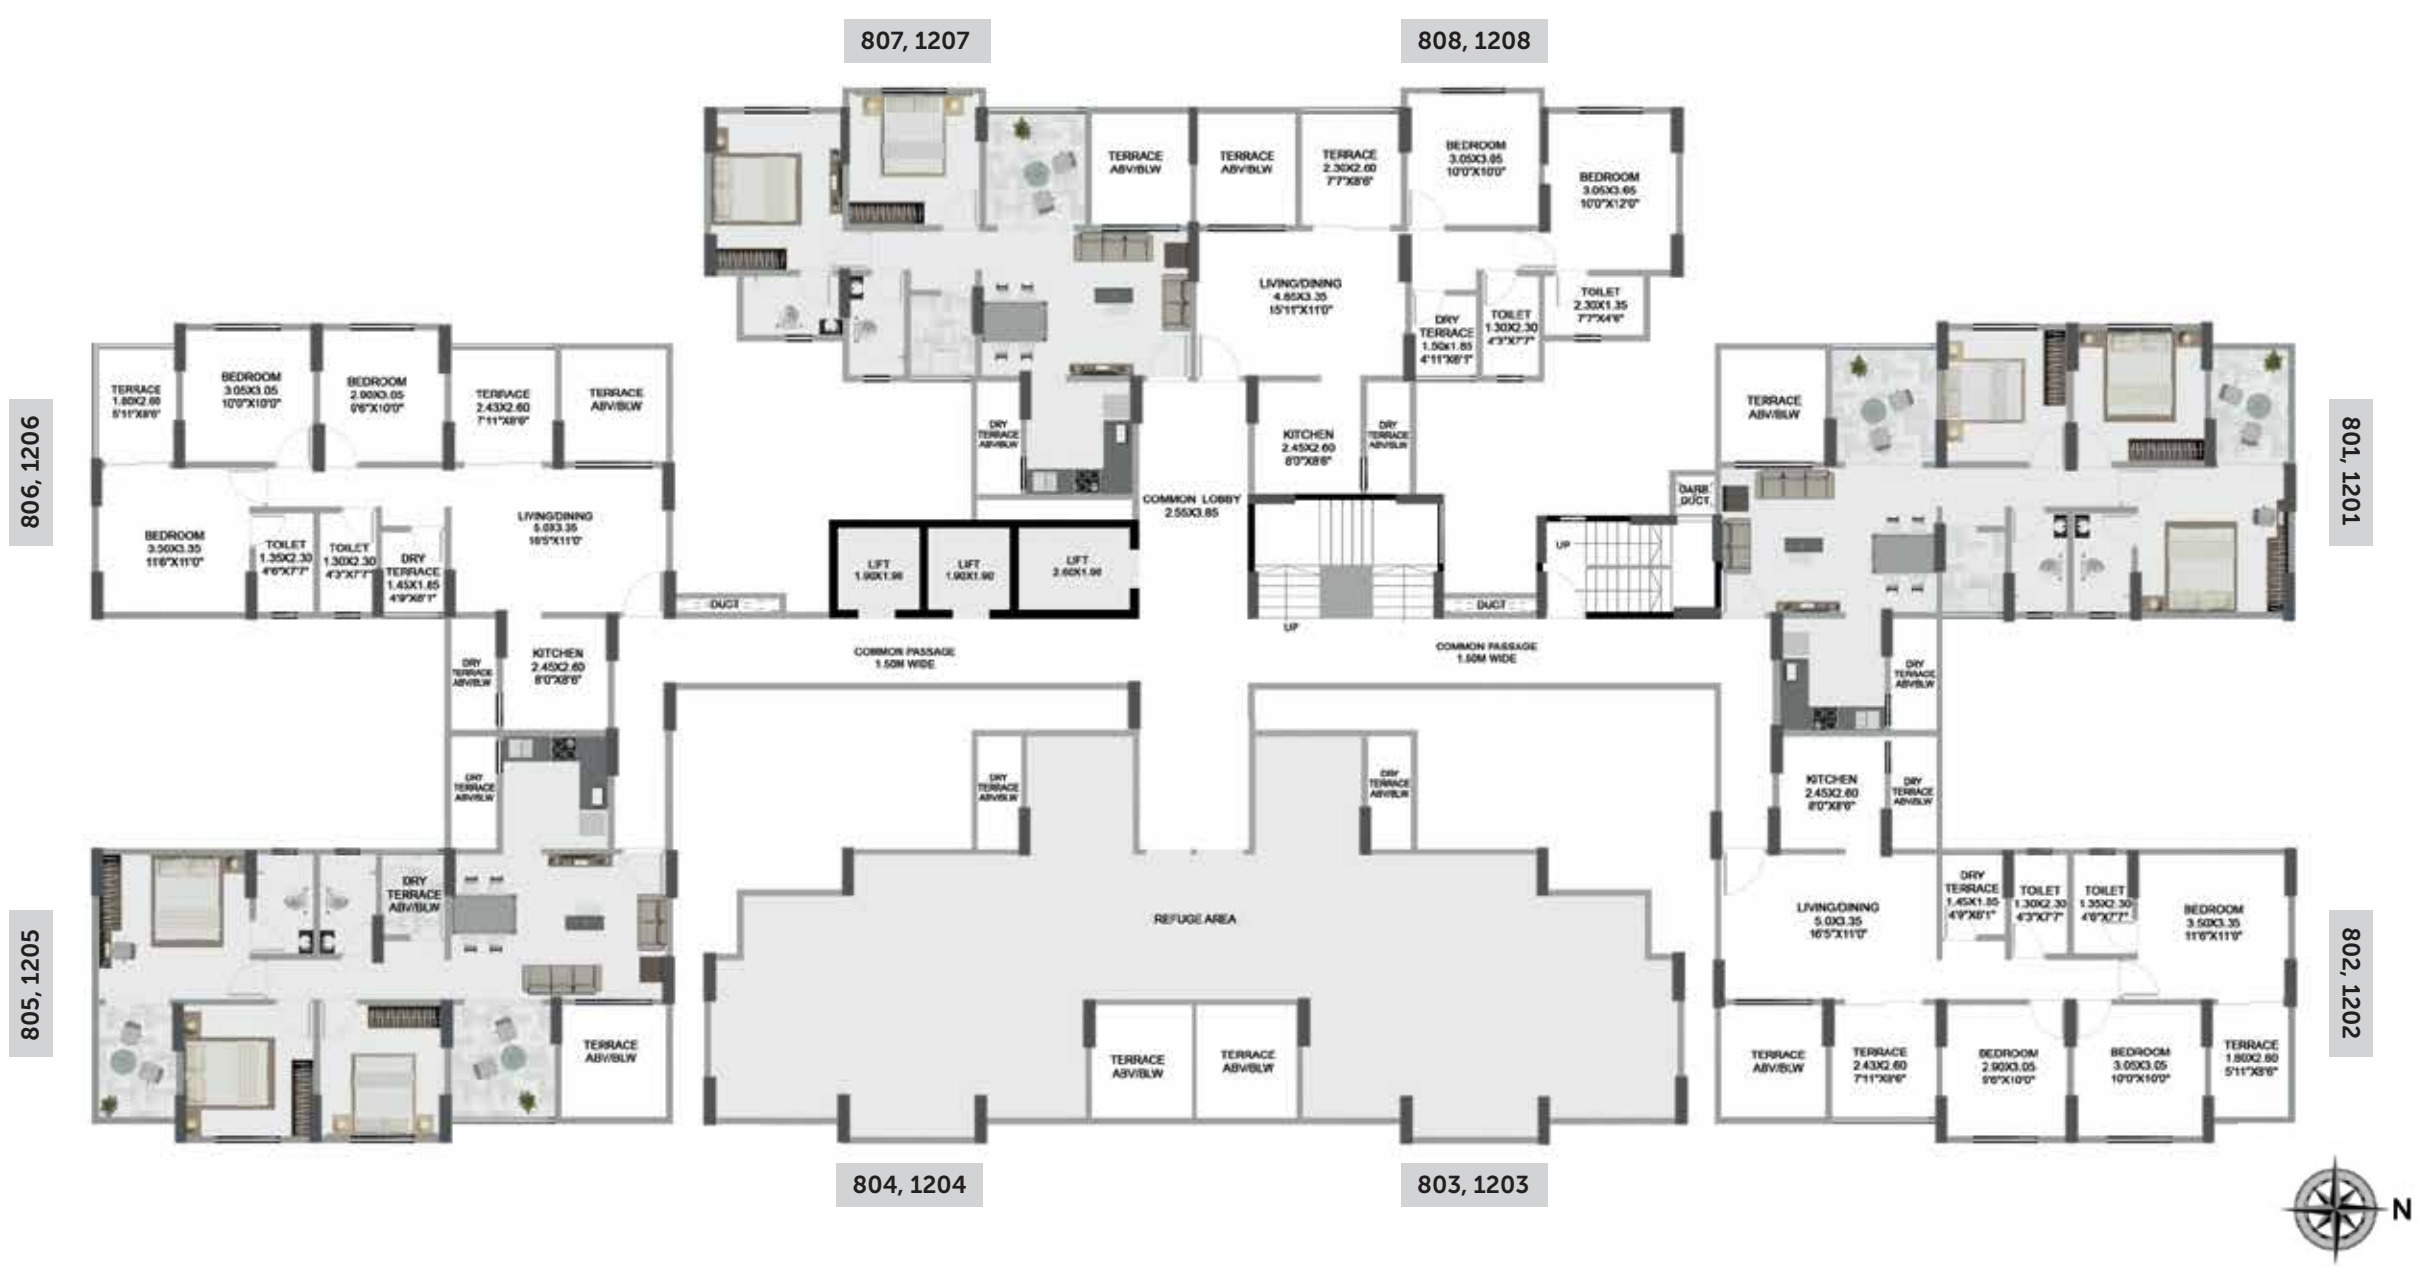 807, 1207
808, 1208
TERRACE
ABV/BLW
TERRACE
ABV/BLW
TERRACE
2.30X2.60
7'7"X8'6"
BEDROOM
3.05X3.05
10'0"X10'0"
BEDROOM
3.05X3.65
10'0"X12'0"
LIVING/DINING
4.85X3.35
15'11"X11'0"
DRY
TERRACE
1.50X1.85
4'11"X6'1"
TOILET
1.30X2.30
4'3"X7'7"
TOILET
2.30X1.35
7'7"X4'6"
DRY
TERRACE
ABV/BLW
KITCHEN
2.45X2.60
8'0"X8'6"
DRY
TERRACE
ABV/BLW
COMMON LOBBY
2.55X3.85
806, 1206
TERRACE
1.80X2.60
5'11"X8'6"
BEDROOM
3.05X3.05
10'0"X10'0"
BEDROOM
2.90X3.05
9'6"X10'0"
TERRACE
2.43X2.60
7'11"X8'6"
TERRACE
ABV/BLW
BEDROOM
3.50X3.35
11'6"X11'0"
TOILET
1.35X2.30
4'6"X7'7"
TOILET
1.30X2.30
4'3"X7'7"
DRY
TERRACE
1.45X1.85
4'9"X6'1"
LIVING/DINING
5.0X3.35
16'5"X11'0"
DRY
TERRACE
ABV/BLW
KITCHEN
2.45X2.60
8'0"X8'6"
DUCT
LIFT
1.90X1.90
LIFT
1.90X1.90
LIFT
2.60X1.90
COMMON PASSAGE
1.50M WIDE
UP
DUCT
UP
GARB.
DUCT
COMMON PASSAGE
1.50M WIDE
801, 1201
TERRACE
ABV/BLW
DRY
TERRACE
ABV/BLW
805, 1205
DRY
TERRACE
ABV/BLW
DRY
TERRACE
ABV/BLW
TERRACE
ABV/BLW
DRY
TERRACE
ABV/BLW
DRY
TERRACE
ABV/BLW
REFUGE AREA
TERRACE
ABV/BLW
TERRACE
ABV/BLW
804, 1204
803, 1203
802, 1202
KITCHEN
2.45X2.60
8'0"X8'6"
DRY
TERRACE
ABV/BLW
LIVING/DINING
5.0X3.35
16'5"X11'0"
DRY
TERRACE
1.45X1.85
4'9"X6'1"
TOILET
1.30X2.30
4'3"X7'7"
TOILET
1.35X2.30
4'6"X7'7"
BEDROOM
3.50X3.35
11'6"X11'0"
TERRACE
ABV/BLW
TERRACE
2.43X2.60
7'11"X8'6"
BEDROOM
2.90X3.05
9'6"X10'0"
BEDROOM
3.05X3.05
10'0"X10'0"
TERRACE
1.80X2.60
5'11"X8'6"
N